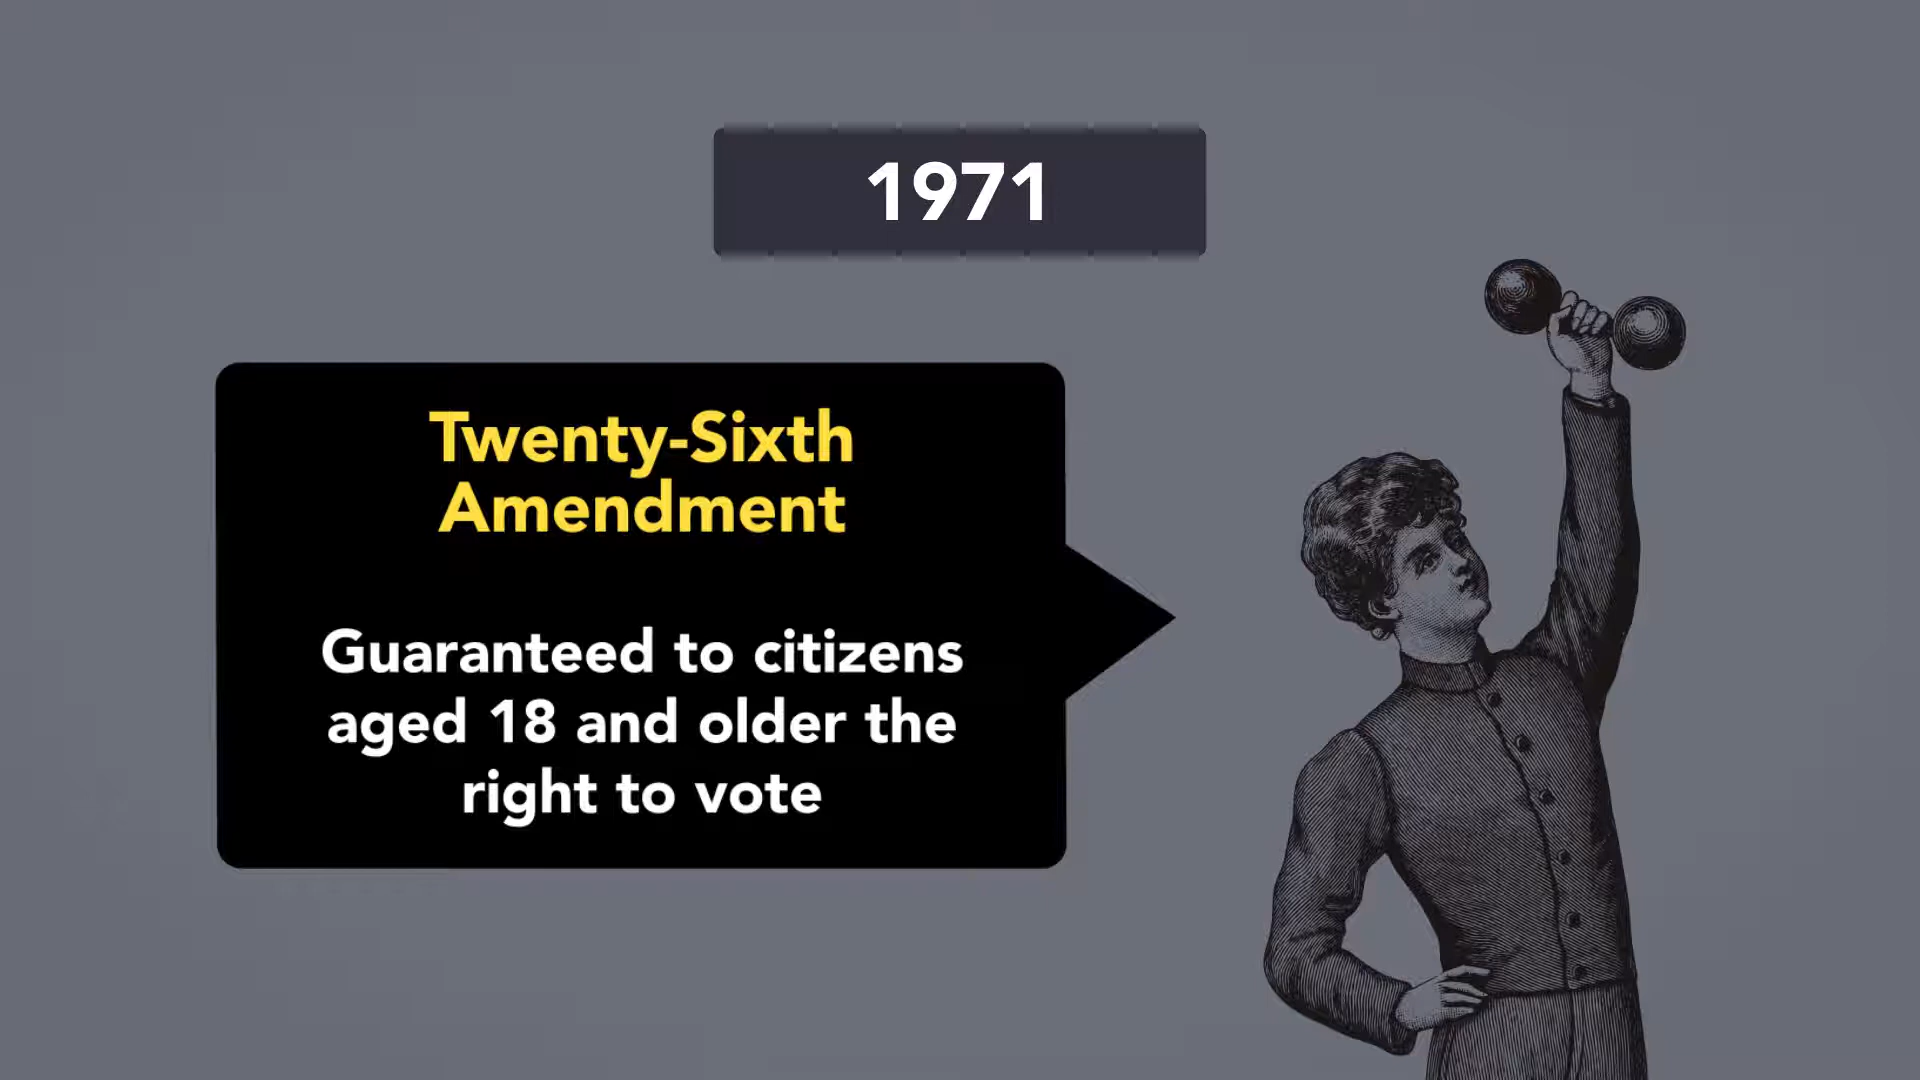 1971
Twenty-Sixth
Amendment
Guaranteed to citizens
aged 18 and older the
right to vote